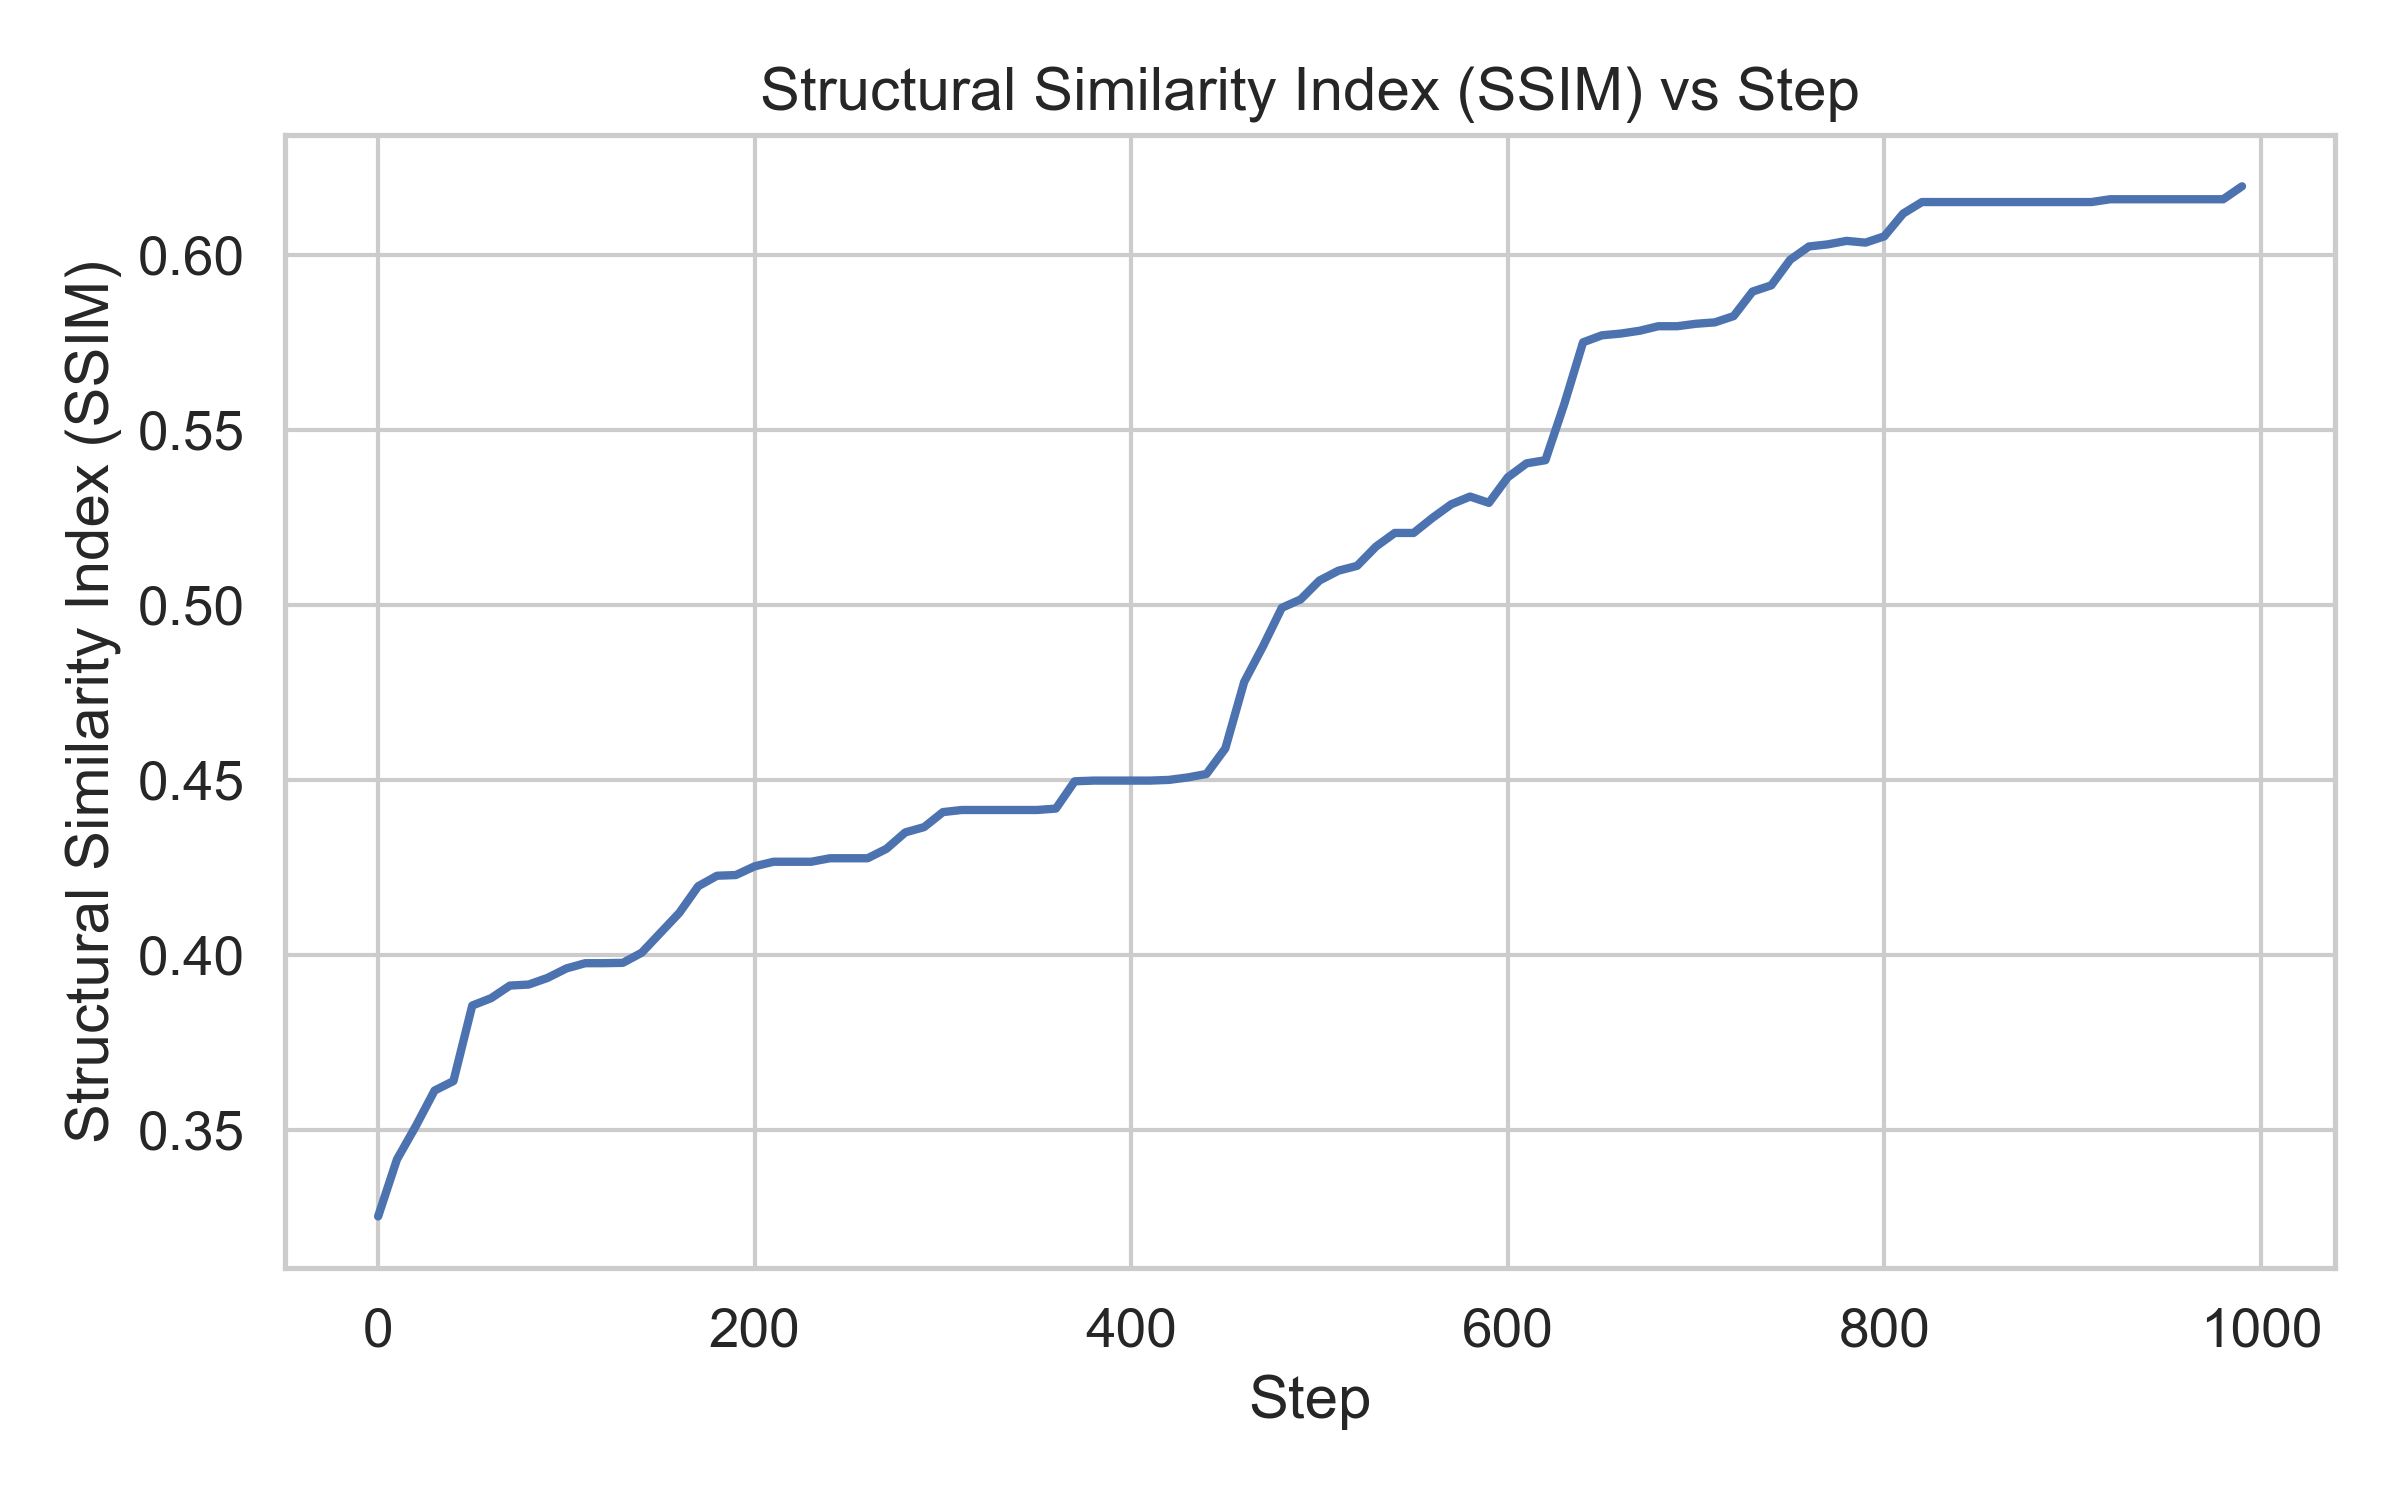 Structural Similarity Index (SSIM) vs Step
Structural Similarity Index (SSIM)
0.60
0.55
0.50
0.45
0.40
0.35
0 200 400 600 800 1000
Step